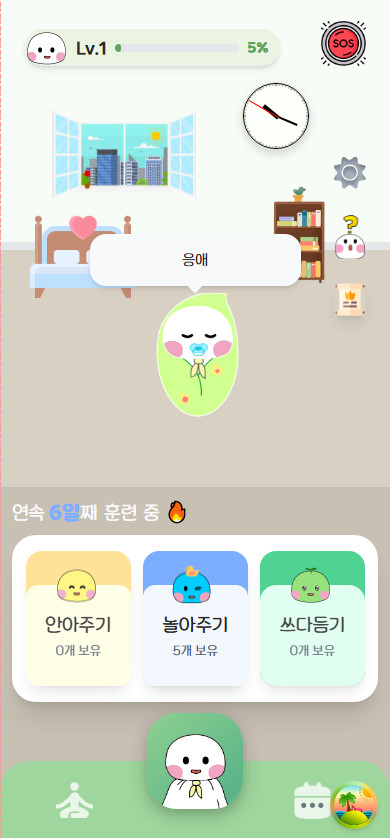 Lv.1
5%
SOS
?
응애
연속 6일째 훈련 중
안아주기
0개 보유
놀아주기
5개 보유
쓰다듬기
0개 보유